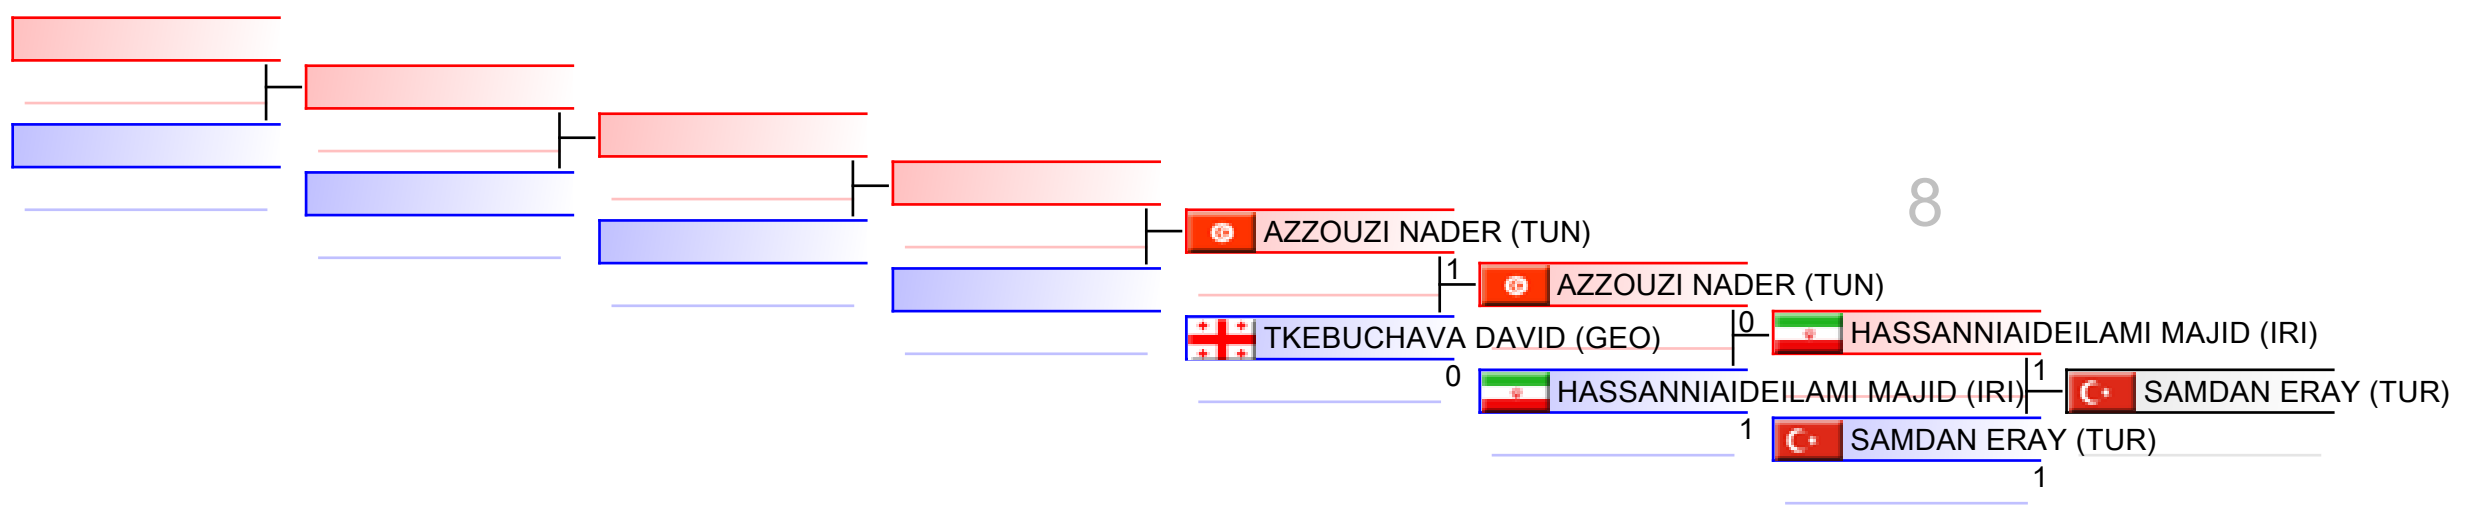 8
AZZOUZI NADER (TUN)
1
AZZOUZI NADER (TUN)
0
TKEBUCHAVA DAVID (GEO)
HASSANNIAIDEILAMI MAJID (IRI)
0
1
HASSANNIAIDEILAMI MAJID (IRI)
SAMDAN ERAY (TUR)
1
SAMDAN ERAY (TUR)
1